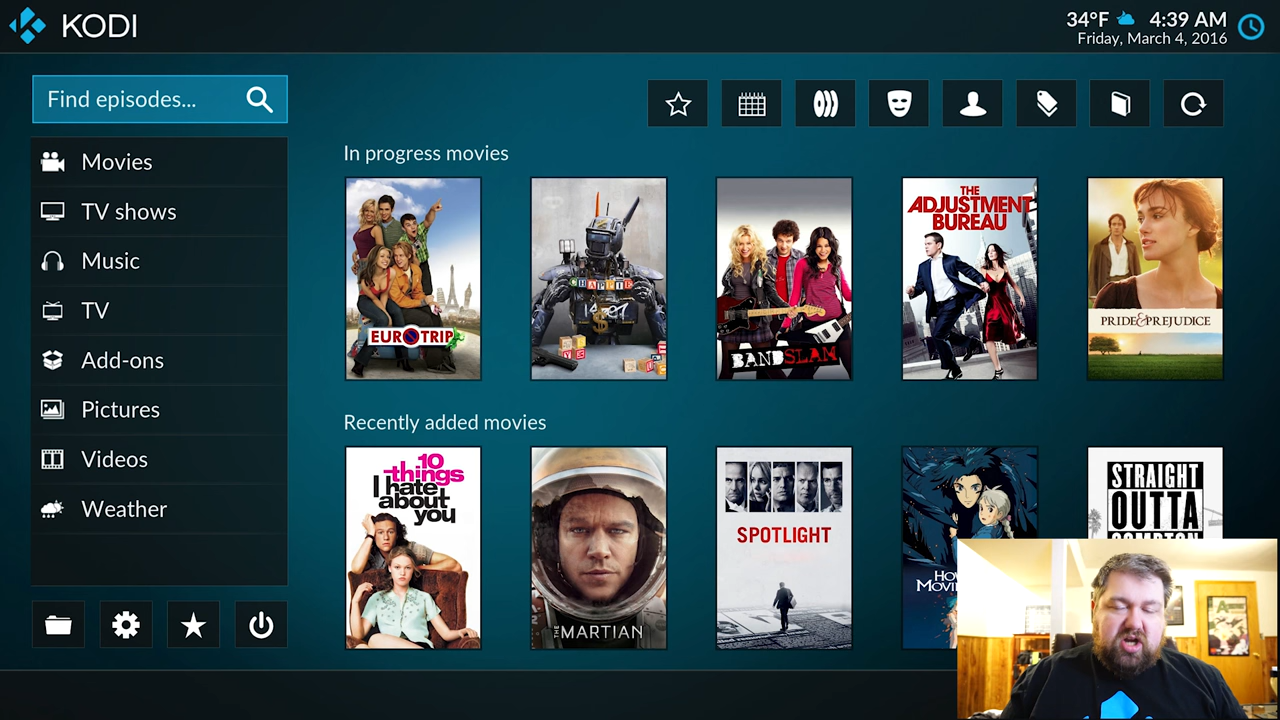 KODI
34°F 4:39 AM
Friday, March 4, 2016
Find episodes...
Movies
TV shows
Music
TV
Add-ons
Pictures
Videos
Weather
In progress movies
EUROTRIP
CHAPPIE
BANDSLAM
THE
ADJUSTMENT
BUREAU
PRIDE & PREJUDICE
Recently added movies
10
things
I hate
about
you
THE MARTIAN
SPOTLIGHT
STRAIGHT
OUTTA
COMPTON